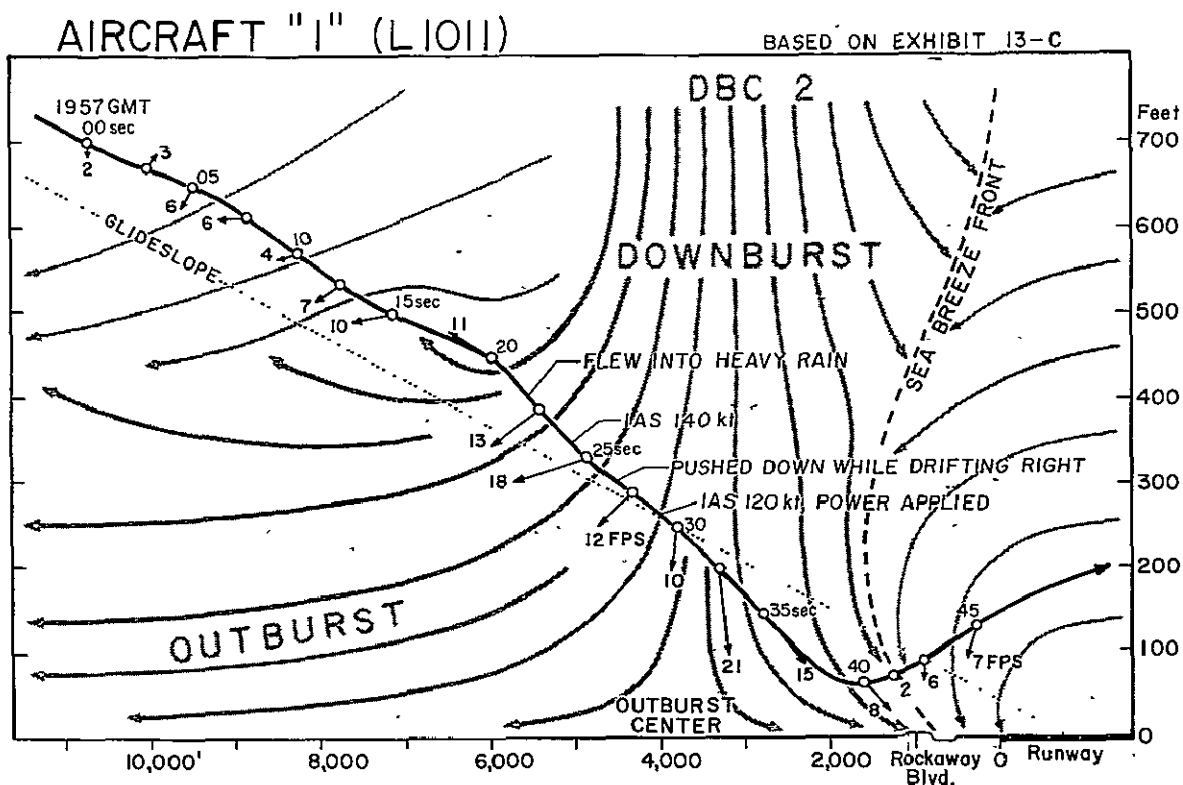 AIRCRAFT "I" (L1011)
BASED ON EXHIBIT 13-C
DBC 2
Feet
1957 GMT
00 sec
700
3
2
05
6
SEA BREEZE FRONT
6
600
GLIDESLOPE
10
4
DOWNBURST
7
15sec
500
10
11
20
FLEW INTO HEAVY RAIN
400
13
IAS 140 kt
25sec
18
PUSHED DOWN WHILE DRIFTING RIGHT
300
IAS 120 kt, POWER APPLIED
12 FPS
30
10
200
35sec
45
OUTBURST
21
15
40
2
6
7 FPS
100
8
OUTBURST
CENTER
0
10,000'
8,000
6,000
4,000
2,000
Rockaway
Blvd.
0
Runway